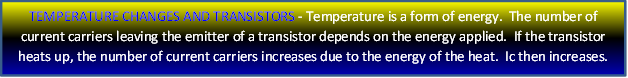 TEMPERATURE CHANGES AND TRANSISTORS - Temperature is a form of energy.  The number of
current carriers leaving the emitter of a transistor depends on the energy applied.  If the transistor
heats up, the number of current carriers increases due to the energy of the heat.  Ic then increases.